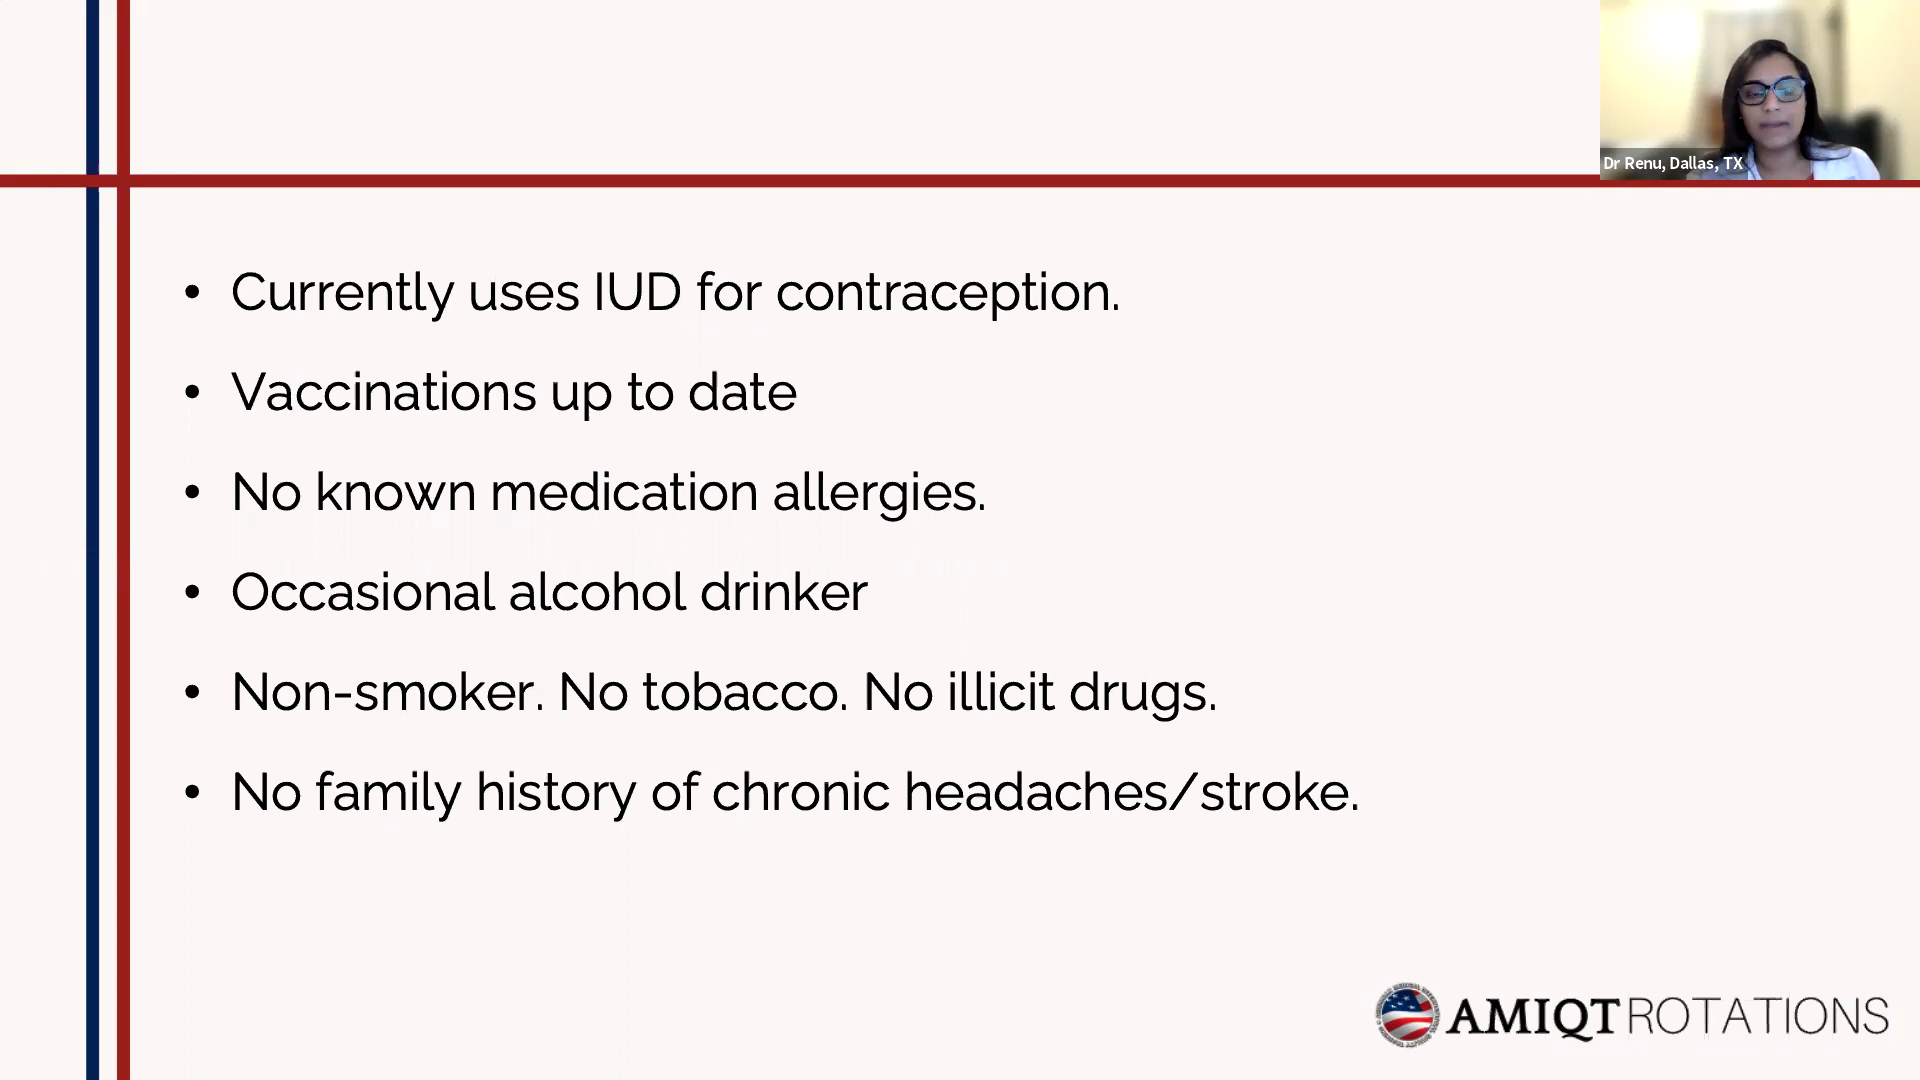 Dr Renu, Dallas, TX
• Currently uses IUD for contraception.
• Vaccinations up to date
• No known medication allergies.
• Occasional alcohol drinker
• Non-smoker. No tobacco. No illicit drugs.
• No family history of chronic headaches/stroke.
AMIQT ROTATIONS